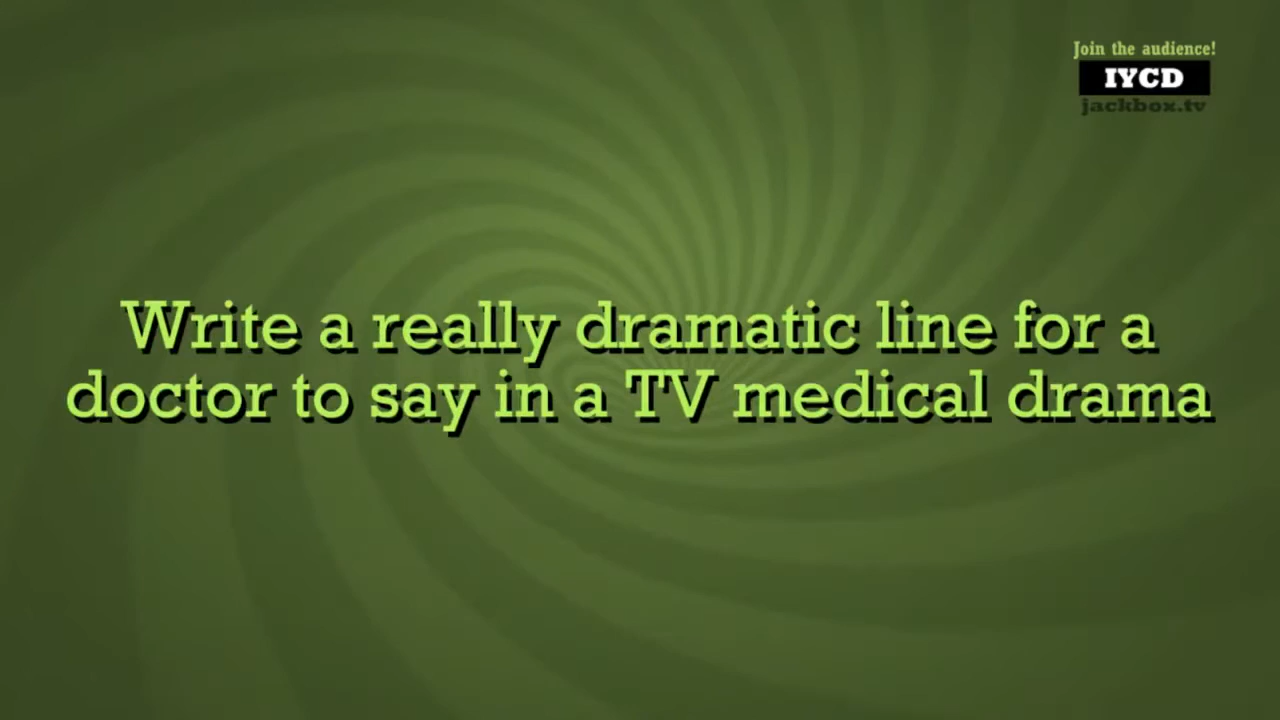 Join the audience!
IYCD
jackbox.tv
Write a really dramatic line for a
doctor to say in a TV medical drama